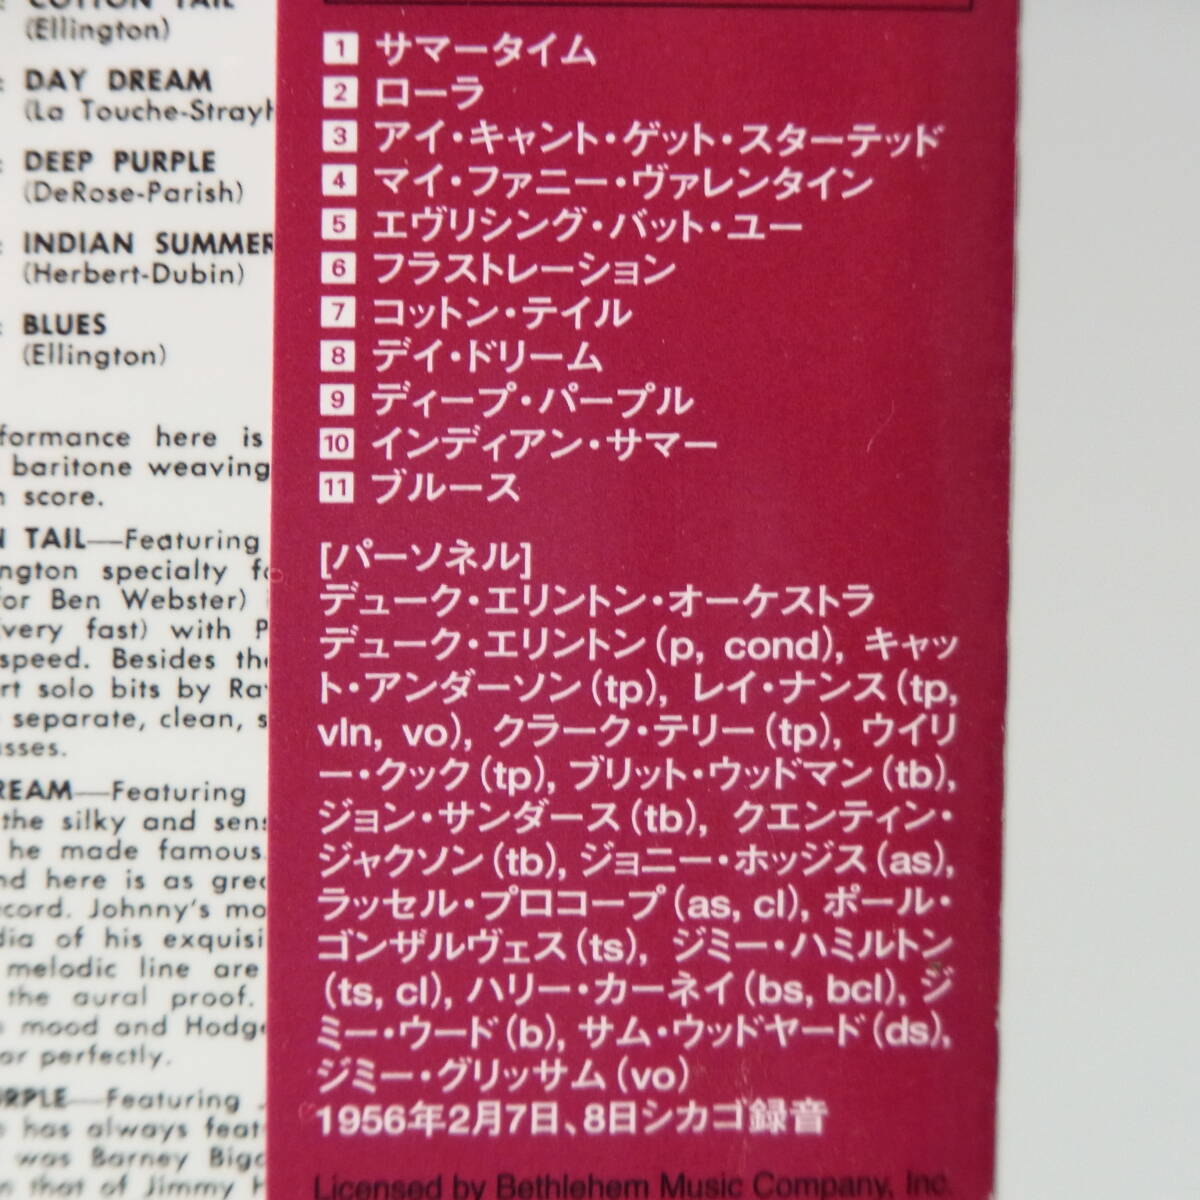 COTTON TAIL
(Ellington)
DAY DREAM
(La Touche-Strayh
DEEP PURPLE
(DeRose-Parish)
INDIAN SUMMER
(Herbert-Dubin)
BLUES
(Ellington)
formance here is
baritone weaving
score.
TAIL—Featuring
ngton specialty fo
for Ben Webster)
very fast) with P
speed. Besides the
rt solo bits by Ray
separate, clean, s
sses.
REAM—Featuring
the silky and sens
he made famous.
nd here is as grea
cord. Johnny's mo
dia of his exquisi
melodic line are
the aural proof.
mood and Hodge
or perfectly.
RPLE—Featuring
has always feat
was Barney Biga
that of Jimmy H
1 サマータイム
2 ローラ
3 アイ・キャント・ゲット・スターテッド
4 マイ・ファニー・ヴァレンタイン
5 エヴリシング・バット・ユー
6 フラストレーション
7 コットン・テイル
8 デイ・ドリーム
9 ディープ・パープル
10 インディアン・サマー
11 ブルース
[パーソネル]
デューク・エリントン・オーケストラ
デューク・エリントン(p, cond), キャッ
ト・アンダーソン(tp), レイ・ナンス(tp,
vln, vo), クラーク・テリー(tp), ウイリ
ー・クック(tp), ブリット・ウッドマン(tb),
ジョン・サンダース(tb), クエンティン・
ジャクソン(tb), ジョニー・ホッジス(as),
ラッセル・プロコープ(as, cl), ポール・
ゴンザルヴェス(ts), ジミー・ハミルトン
(ts, cl), ハリー・カーネイ(bs, bcl), ジ
ミー・ウード(b), サム・ウッドヤード(ds),
ジミー・グリッサム(vo)
1956年2月7日、8日シカゴ録音
Licensed by Bethlehem Music Company, Inc.